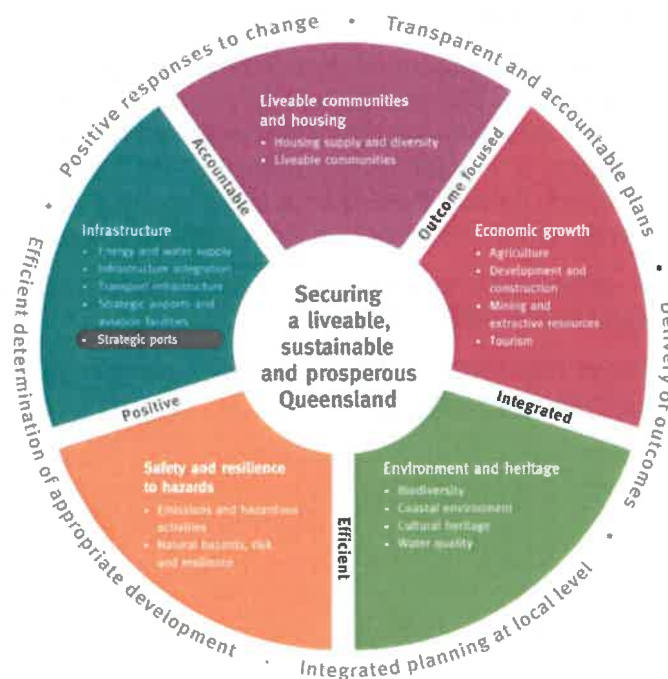 Positive responses to change • Transparent and accountable plans • Delivery of outcomes • Integrated planning at local level • Efficient determination of appropriate development •
Liveable communities
and housing
• Housing supply and diversity
• Liveable communities
Accountable
Outcome focused
Infrastructure
• Energy and water supply
• Infrastructure integration
• Transport infrastructure
• Strategic airports and
aviation facilities
• Strategic ports
Economic growth
• Agriculture
• Development and
construction
• Mining and
extractive resources
• Tourism
Securing
a liveable,
sustainable
and prosperous
Queensland
Positive
Integrated
Safety and resilience
to hazards
• Emissions and hazardous
activities
• Natural hazards, risk
and resilience
Efficient
Environment and heritage
• Biodiversity
• Coastal environment
• Cultural heritage
• Water quality